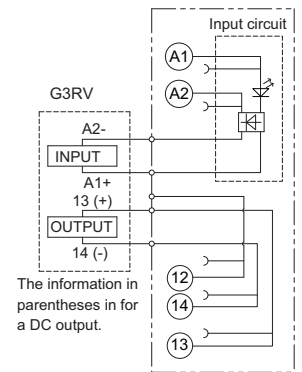 Input circuit
A1
G3RV
A2
A2-
INPUT
A1+
13 (+)
OUTPUT
14 (-)
12
14
13
The information in
parentheses in for
a DC output.